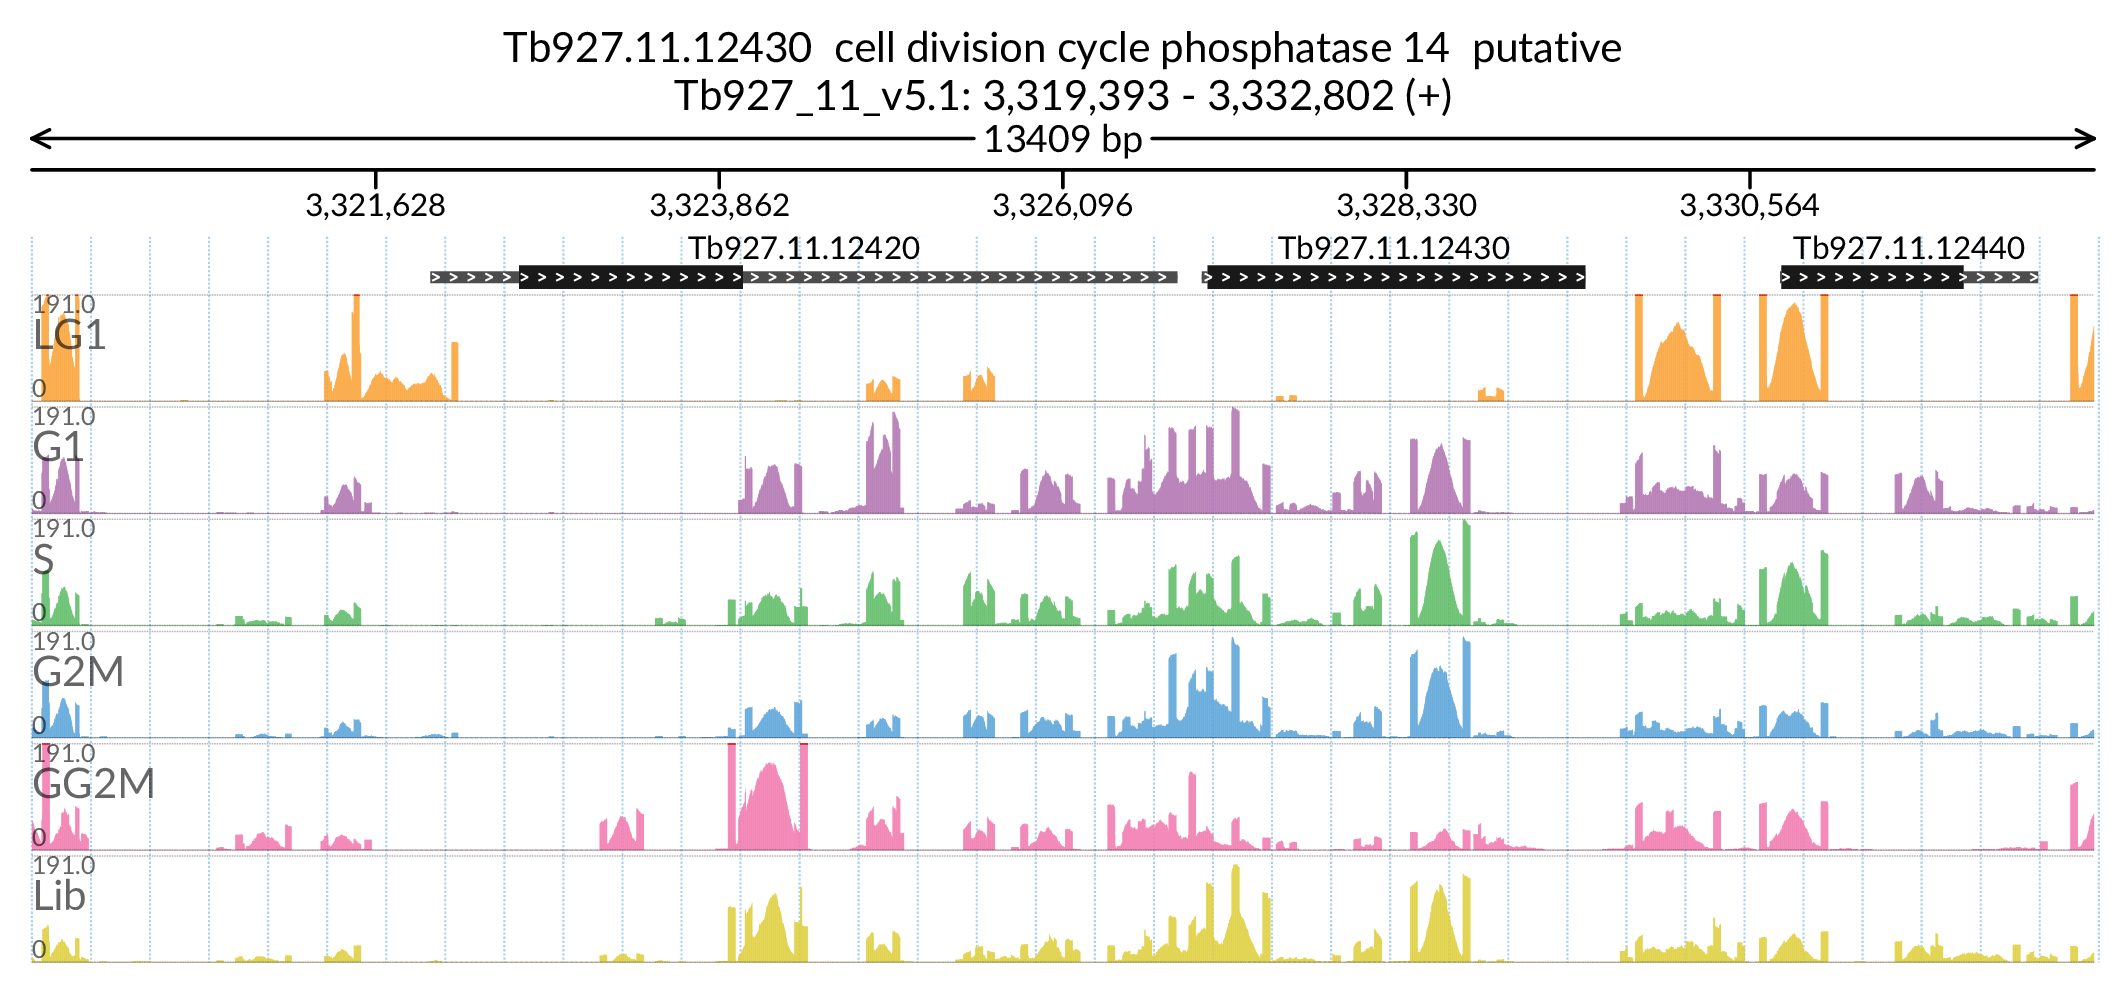 Tb927.11.12430 cell division cycle phosphatase 14 putative
Tb927_11_v5.1: 3,319,393 - 3,332,802 (+)
13409 bp
3,321,628 3,323,862 3,326,096 3,328,330 3,330,564
Tb927.11.12420 Tb927.11.12430 Tb927.11.12440
191.0
LG1
0
191.0
G1
0
191.0
S
0
191.0
G2M
0
191.0
GG2M
0
191.0
Lib
0